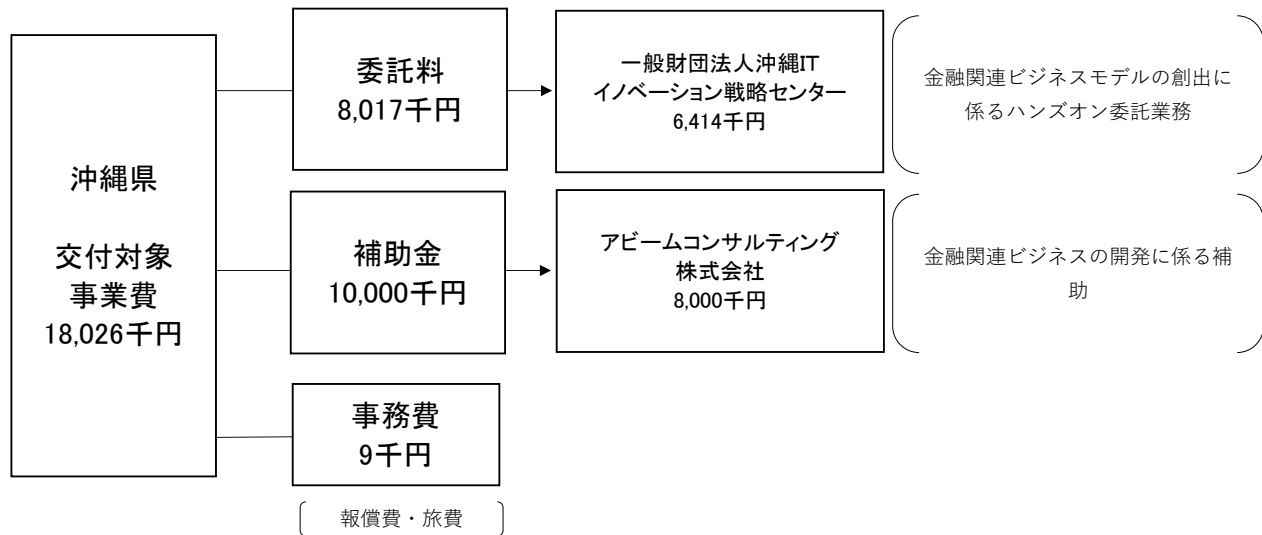 沖縄県
交付対象
事業費
18,026千円
委託料
8,017千円
一般財団法人沖縄IT
イノベーション戦略センター
6,414千円
金融関連ビジネスモデルの創出に
係るハンズオン委託業務
補助金
10,000千円
アビームコンサルティング
株式会社
8,000千円
金融関連ビジネスの開発に係る補
助
事務費
9千円
報償費・旅費